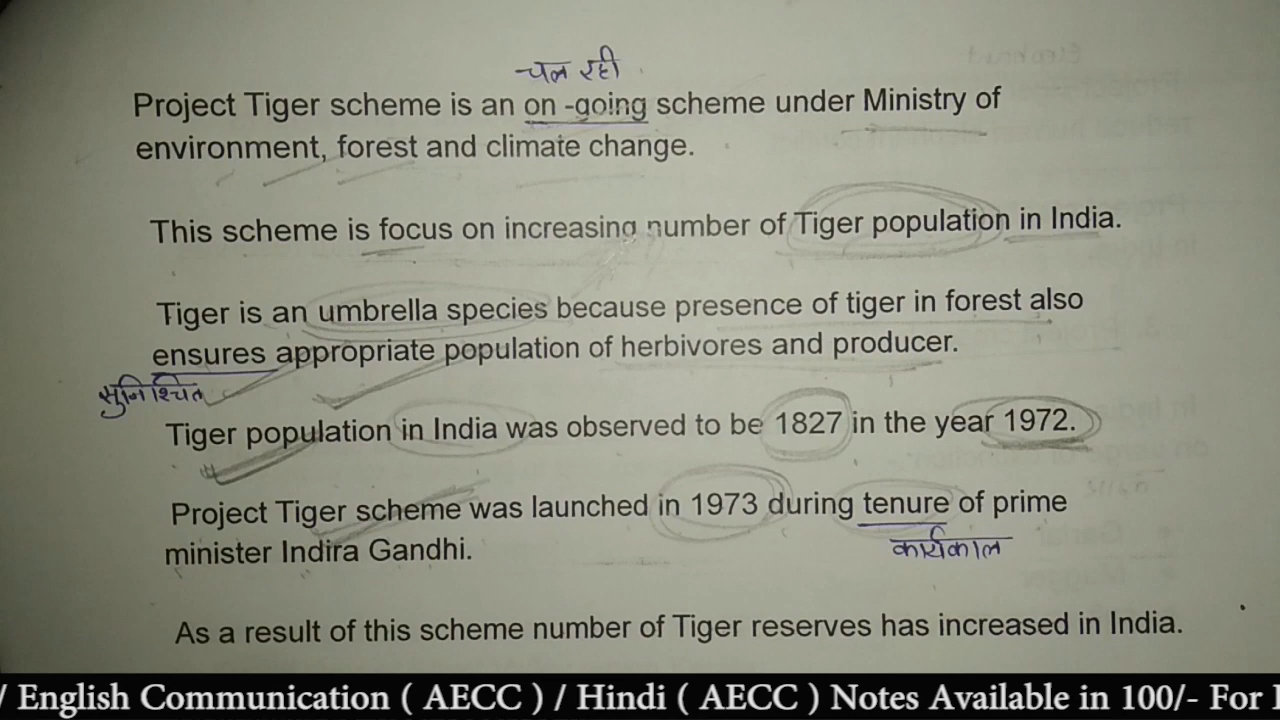 चल रही
Project Tiger scheme is an on -going scheme under Ministry of
environment, forest and climate change.
This scheme is focus on increasing number of Tiger population in India.
Tiger is an umbrella species because presence of tiger in forest also
ensures appropriate population of herbivores and producer.
सुनिश्चित
Tiger population in India was observed to be 1827 in the year 1972.
Project Tiger scheme was launched in 1973 during tenure of prime
minister Indira Gandhi.
कार्यकाल
As a result of this scheme number of Tiger reserves has increased in India.
/ English Communication ( AECC ) / Hindi ( AECC ) Notes Available in 100/- For